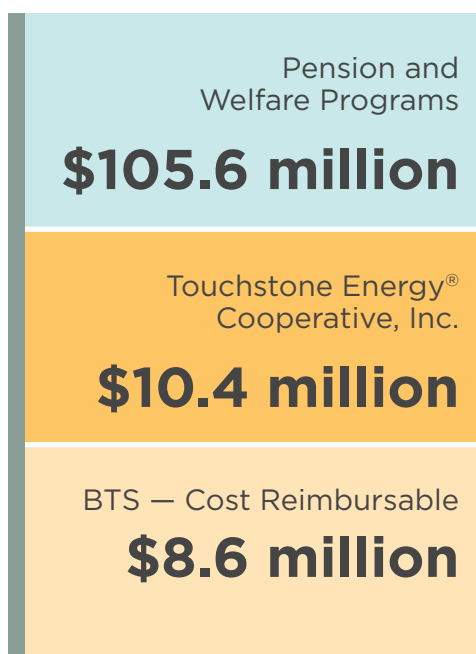 Pension and
Welfare Programs
$105.6 million
Touchstone Energy®
Cooperative, Inc.
$10.4 million
BTS — Cost Reimbursable
$8.6 million